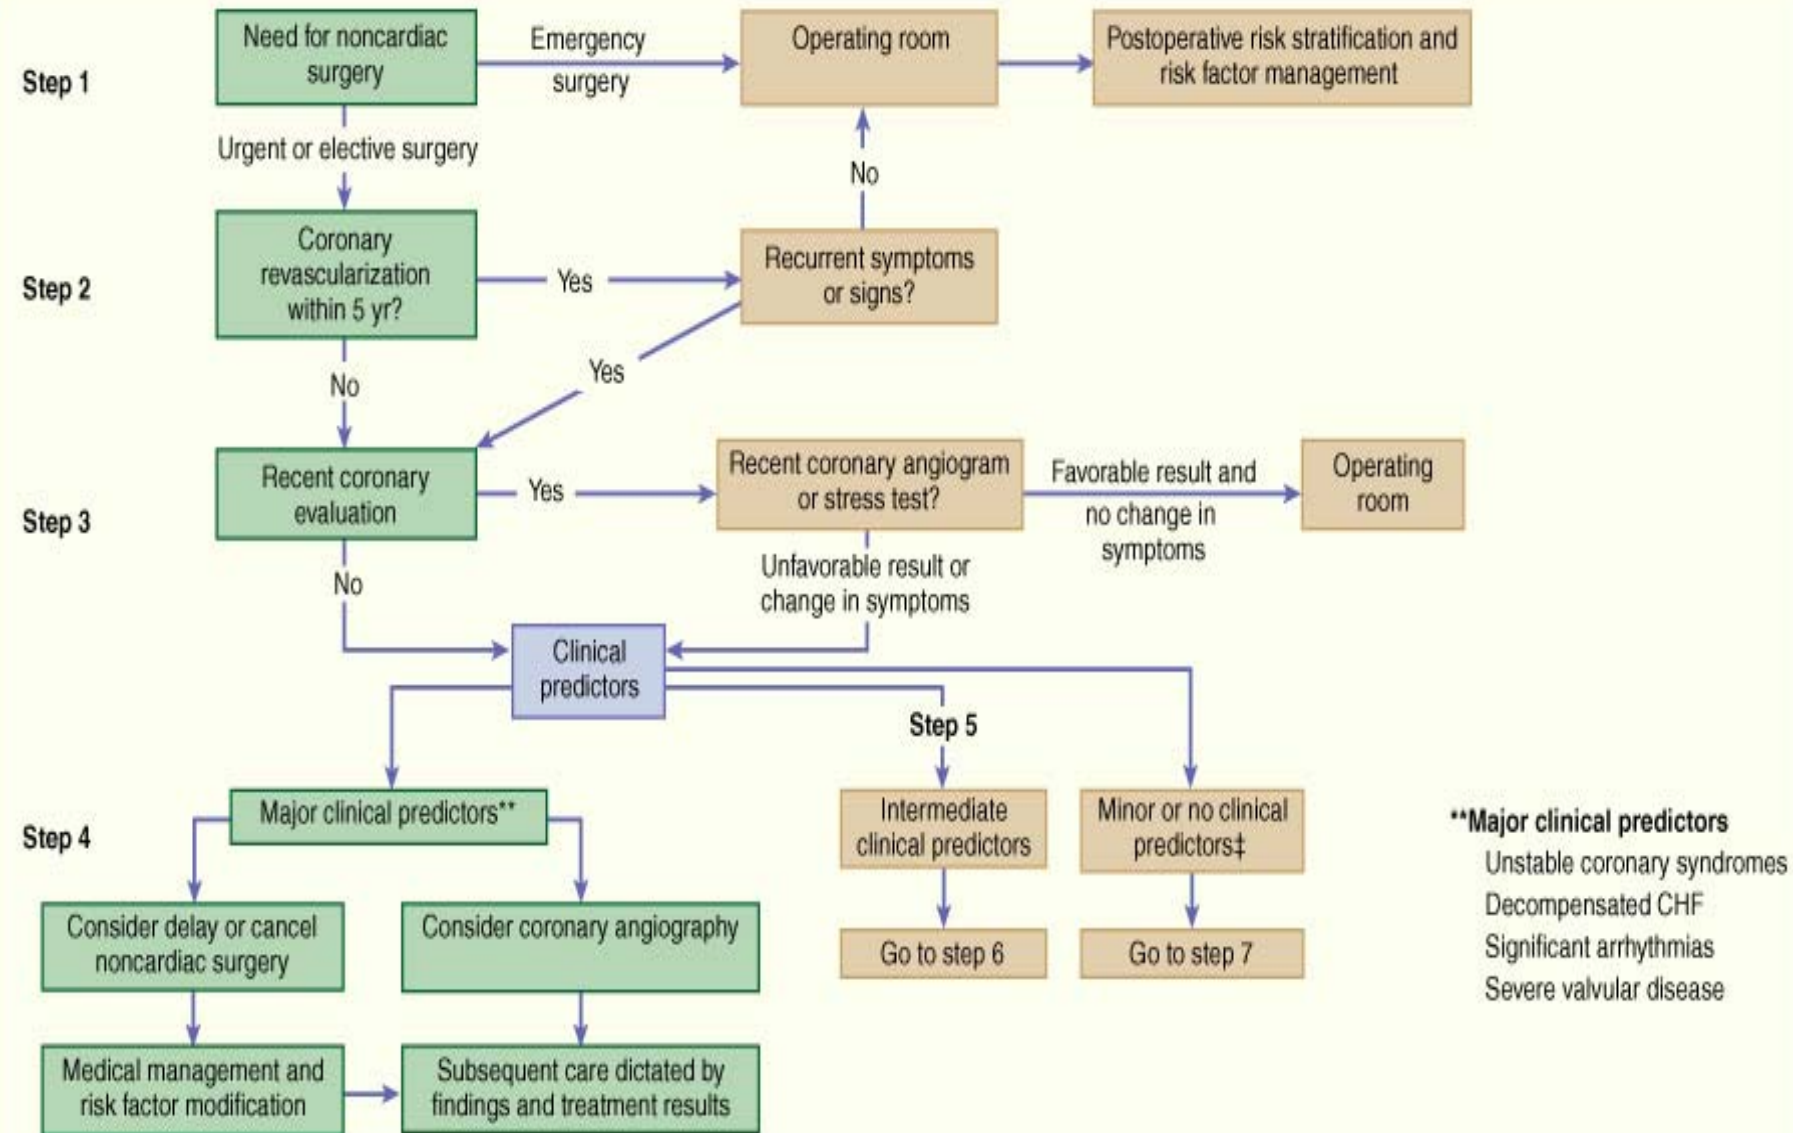 Step 1
Need for noncardiac
surgery
Emergency
surgery
Operating room
Postoperative risk stratification and
risk factor management
Urgent or elective surgery
No
Step 2
Coronary
revascularization
within 5 yr?
Yes
Recurrent symptoms
or signs?
No
Yes
Step 3
Recent coronary
evaluation
Yes
Recent coronary angiogram
or stress test?
Favorable result and
no change in
symptoms
Operating
room
No
Unfavorable result or
change in symptoms
Clinical
predictors
Step 4
Major clinical predictors**
Step 5
Intermediate
clinical predictors
Minor or no clinical
predictors‡
Consider delay or cancel
noncardiac surgery
Consider coronary angiography
Go to step 6
Go to step 7
Medical management and
risk factor modification
Subsequent care dictated by
findings and treatment results
**Major clinical predictors
Unstable coronary syndromes
Decompensated CHF
Significant arrhythmias
Severe valvular disease